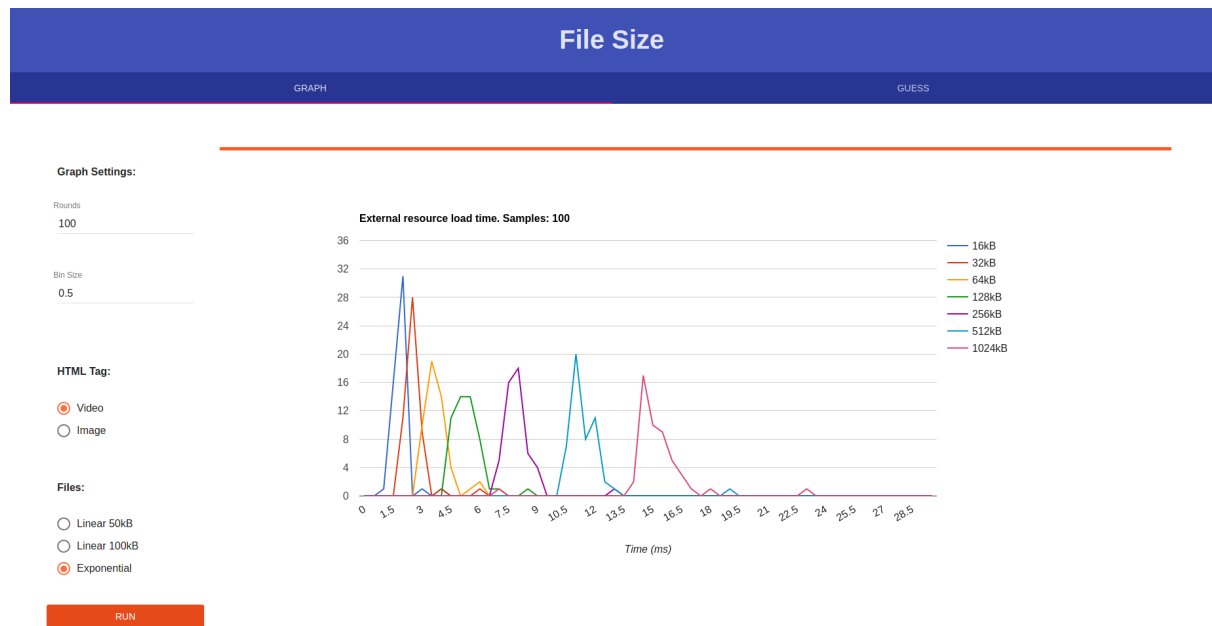 File Size
GRAPH
GUESS
Graph Settings:
Rounds
100
Bin Size
0.5
HTML Tag:
Video
Image
Files:
Linear 50kB
Linear 100kB
Exponential
RUN
External resource load time. Samples: 100
36
32
28
24
20
16
12
8
4
0
0 1.5 3 4.5 6 7.5 9 10.5 12 13.5 15 16.5 18 19.5 21 22.5 24 25.5 27 28.5
Time (ms)
16kB
32kB
64kB
128kB
256kB
512kB
1024kB